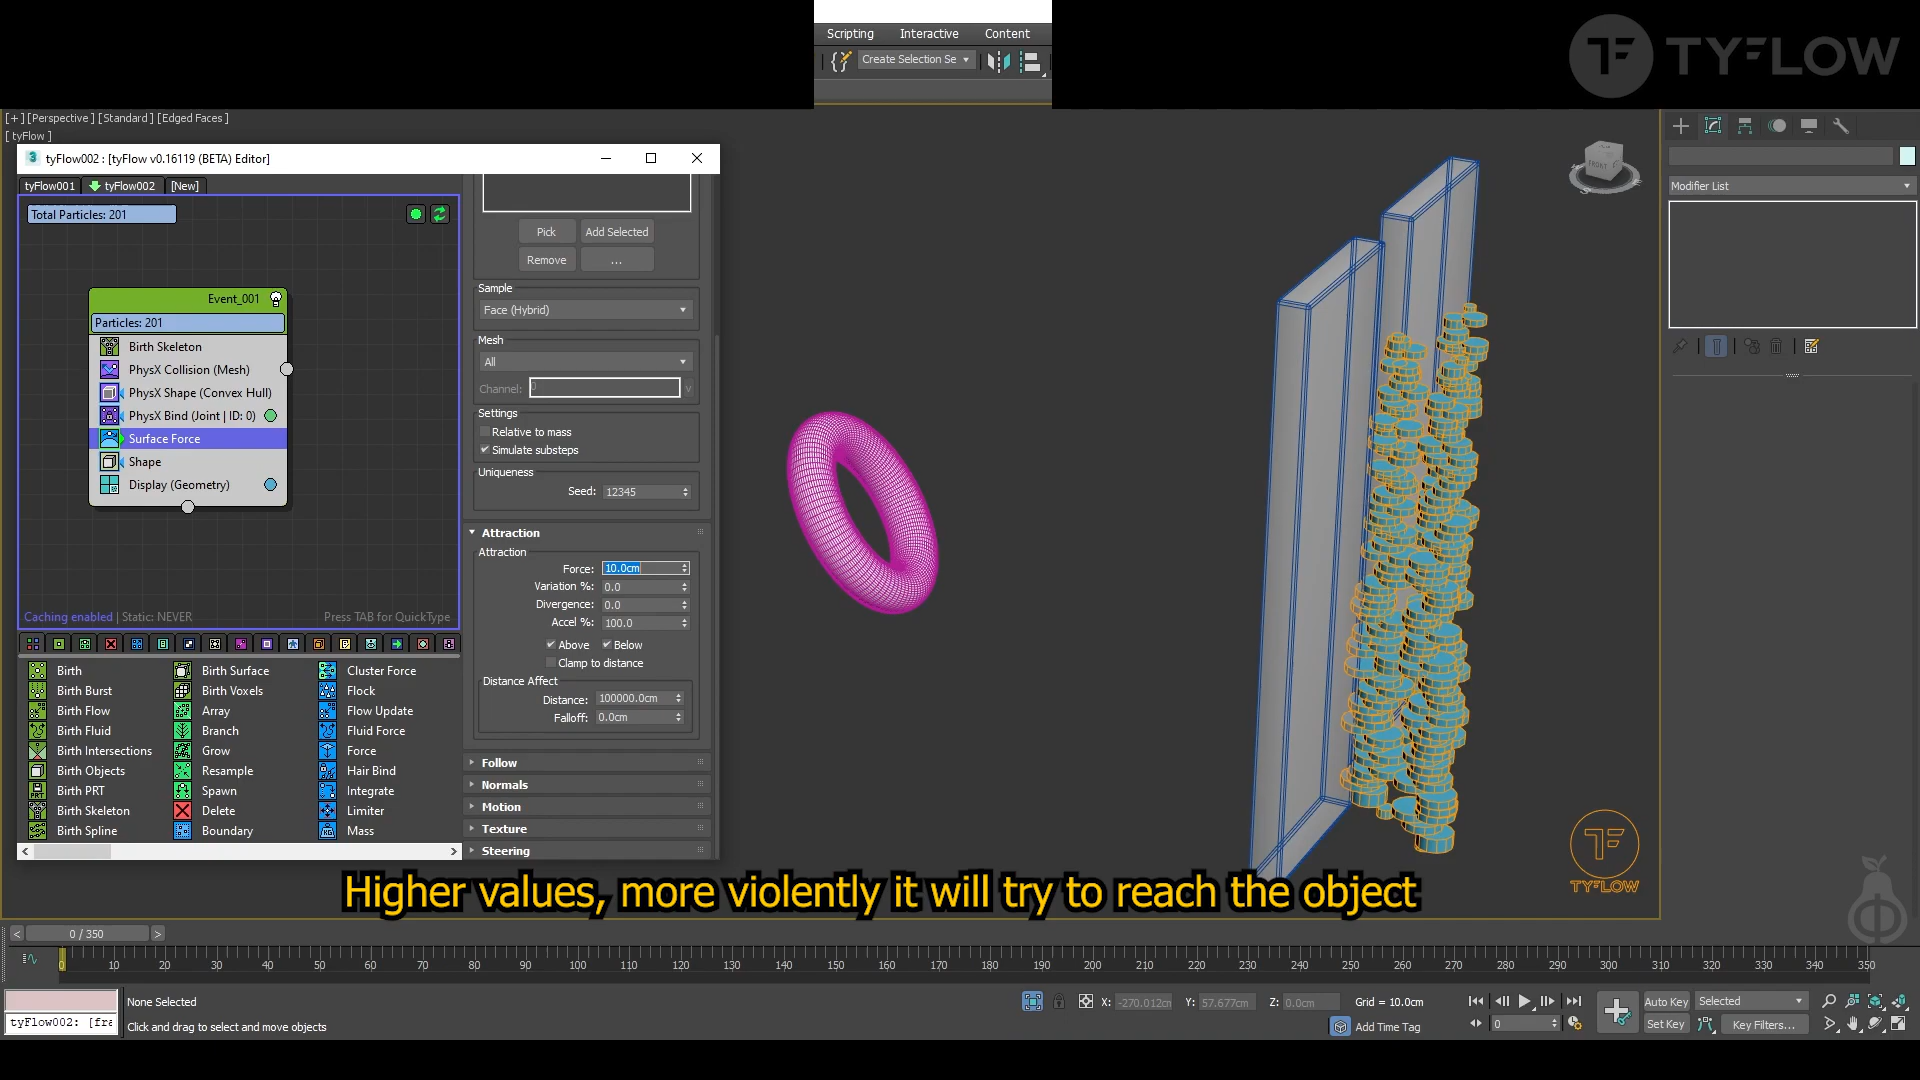 Scripting Interactive Content
Create Selection Se
TYFLOW
[+] [Perspective ] [Standard ] [Edged Faces ]
[ tyFlow ]
tyFlow002 : [tyFlow v0.16119 (BETA) Editor]
tyFlow001 tyFlow002 [New]
Total Particles: 201
Event_001
Particles: 201
Birth Skeleton
PhysX Collision (Mesh)
PhysX Shape (Convex Hull)
PhysX Bind (Joint | ID: 0)
Surface Force
Shape
Display (Geometry)
Caching enabled | Static: NEVER Press TAB for QuickType
Birth Birth Surface Cluster Force
Birth Burst Birth Voxels Flock
Birth Flow Array Flow Update
Birth Fluid Branch Fluid Force
Birth Intersections Grow Force
Birth Objects Resample Hair Bind
Birth PRT Spawn Integrate
Birth Skeleton Delete Limiter
Birth Spline Boundary Mass
Pick Add Selected
Remove ...
Sample
Face (Hybrid)
Mesh
All
Channel: 0
Settings
Relative to mass
Simulate substeps
Uniqueness
Seed: 12345
Attraction
Attraction
Force: 10.0cm
Variation %: 0.0
Divergence: 0.0
Accel %: 100.0
Above Below
Clamp to distance
Distance Affect
Distance: 100000.0cm
Falloff: 0.0cm
Follow
Normals
Motion
Texture
Steering
FRONT
Modifier List
TYFLOW
Higher values, more violently it will try to reach the object
< 0 / 350 >
0 10 20 30 40 50 60 70 80 90 100 110 120 130 140 150 160 170 180 190 200 210 220 230 240 250 260 270 280 290 300 310 320 330 340 350
None Selected
tyFlow002: [fra
Click and drag to select and move objects
X: -270.012cm Y: 57.677cm Z: 0.0cm Grid = 10.0cm
Add Time Tag
0
Auto Key Selected
Set Key Key Filters...